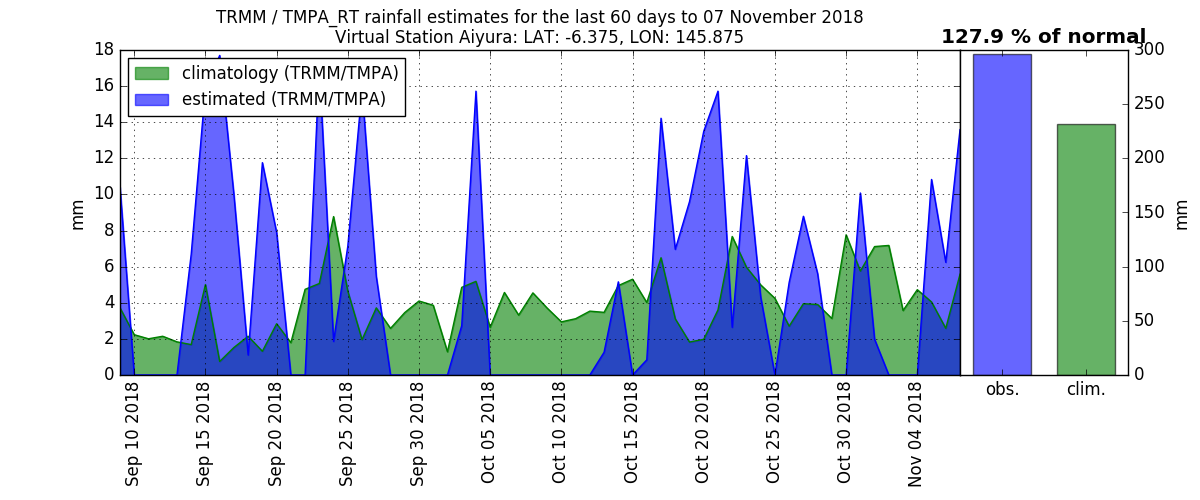 TRMM / TMPA_RT rainfall estimates for the last 60 days to 07 November 2018
Virtual Station Aiyura: LAT: -6.375, LON: 145.875
127.9 % of normal
climatology (TRMM/TMPA)
estimated (TRMM/TMPA)
mm
18
16
14
12
10
8
6
4
2
0
Sep 10 2018
Sep 15 2018
Sep 20 2018
Sep 25 2018
Sep 30 2018
Oct 05 2018
Oct 10 2018
Oct 15 2018
Oct 20 2018
Oct 25 2018
Oct 30 2018
Nov 04 2018
300
250
200
150
100
50
0
mm
obs.
clim.